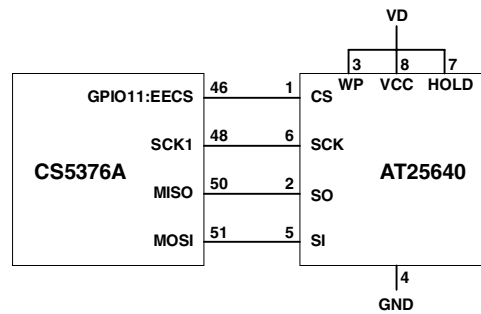 VD
3 8 7
WP VCC HOLD
GPIO11:EECS 46 1 CS
SCK1 48 6 SCK
CS5376A AT25640
MISO 50 2 SO
MOSI 51 5 SI
4
GND